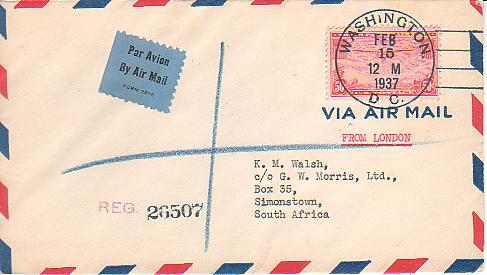 Par Avion
By Air Mail
WASHINGTON
FEB
15
12 M
1937
D C.
VIA AIR MAIL
FROM LONDON
K. M. Walsh,
c/o G. W. Morris, Ltd.,
Box 35,
Simonstown,
South Africa
REG. 26507